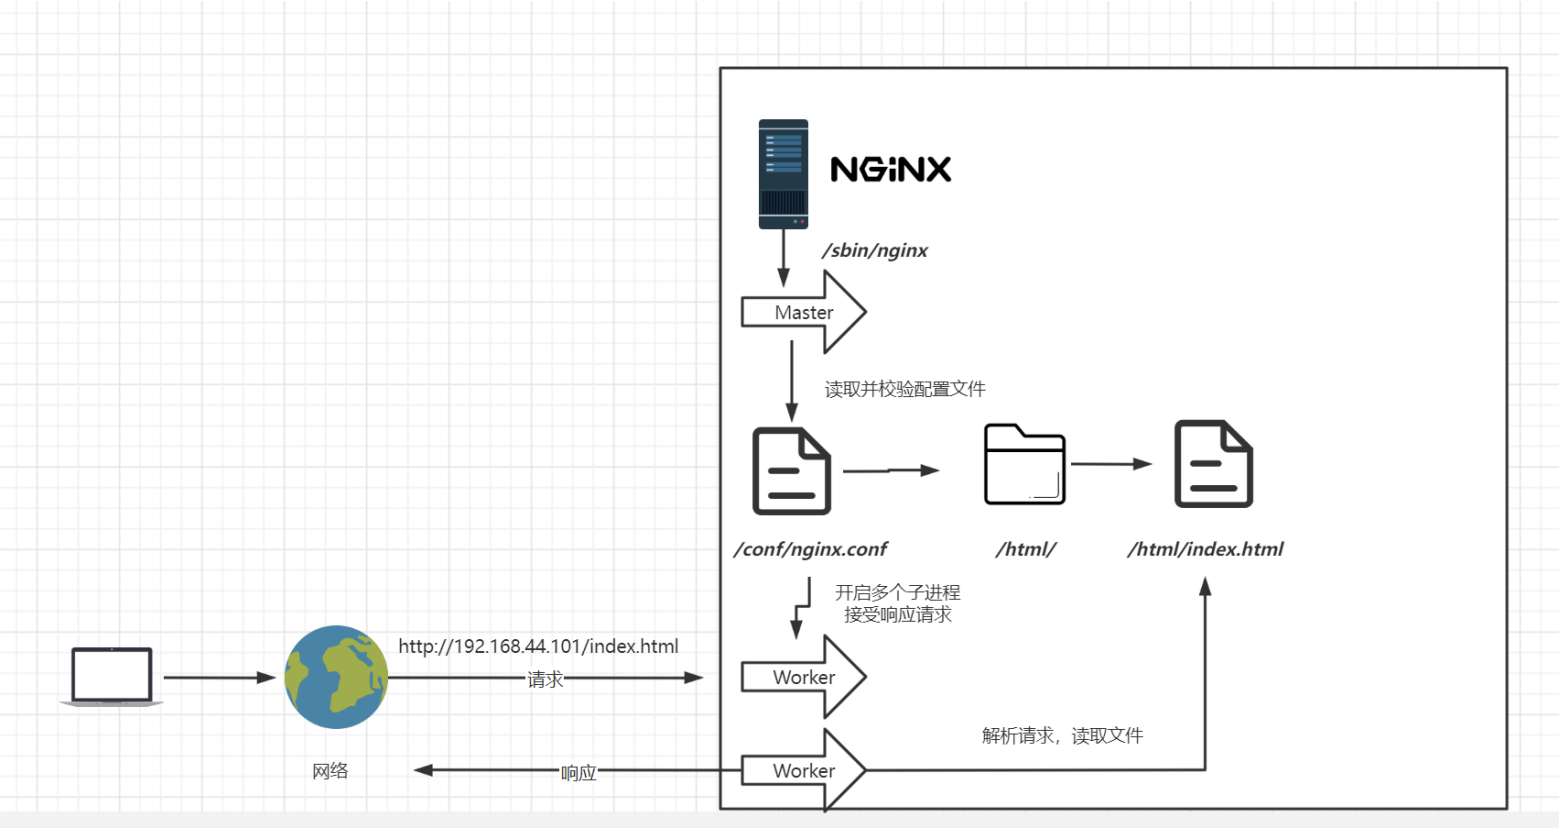 NGiNX
/sbin/nginx
Master
读取并校验配置文件
/conf/nginx.conf
/html/
/html/index.html
开启多个子进程
接受响应请求
http://192.168.44.101/index.html
请求
Worker
解析请求，读取文件
网络
响应
Worker